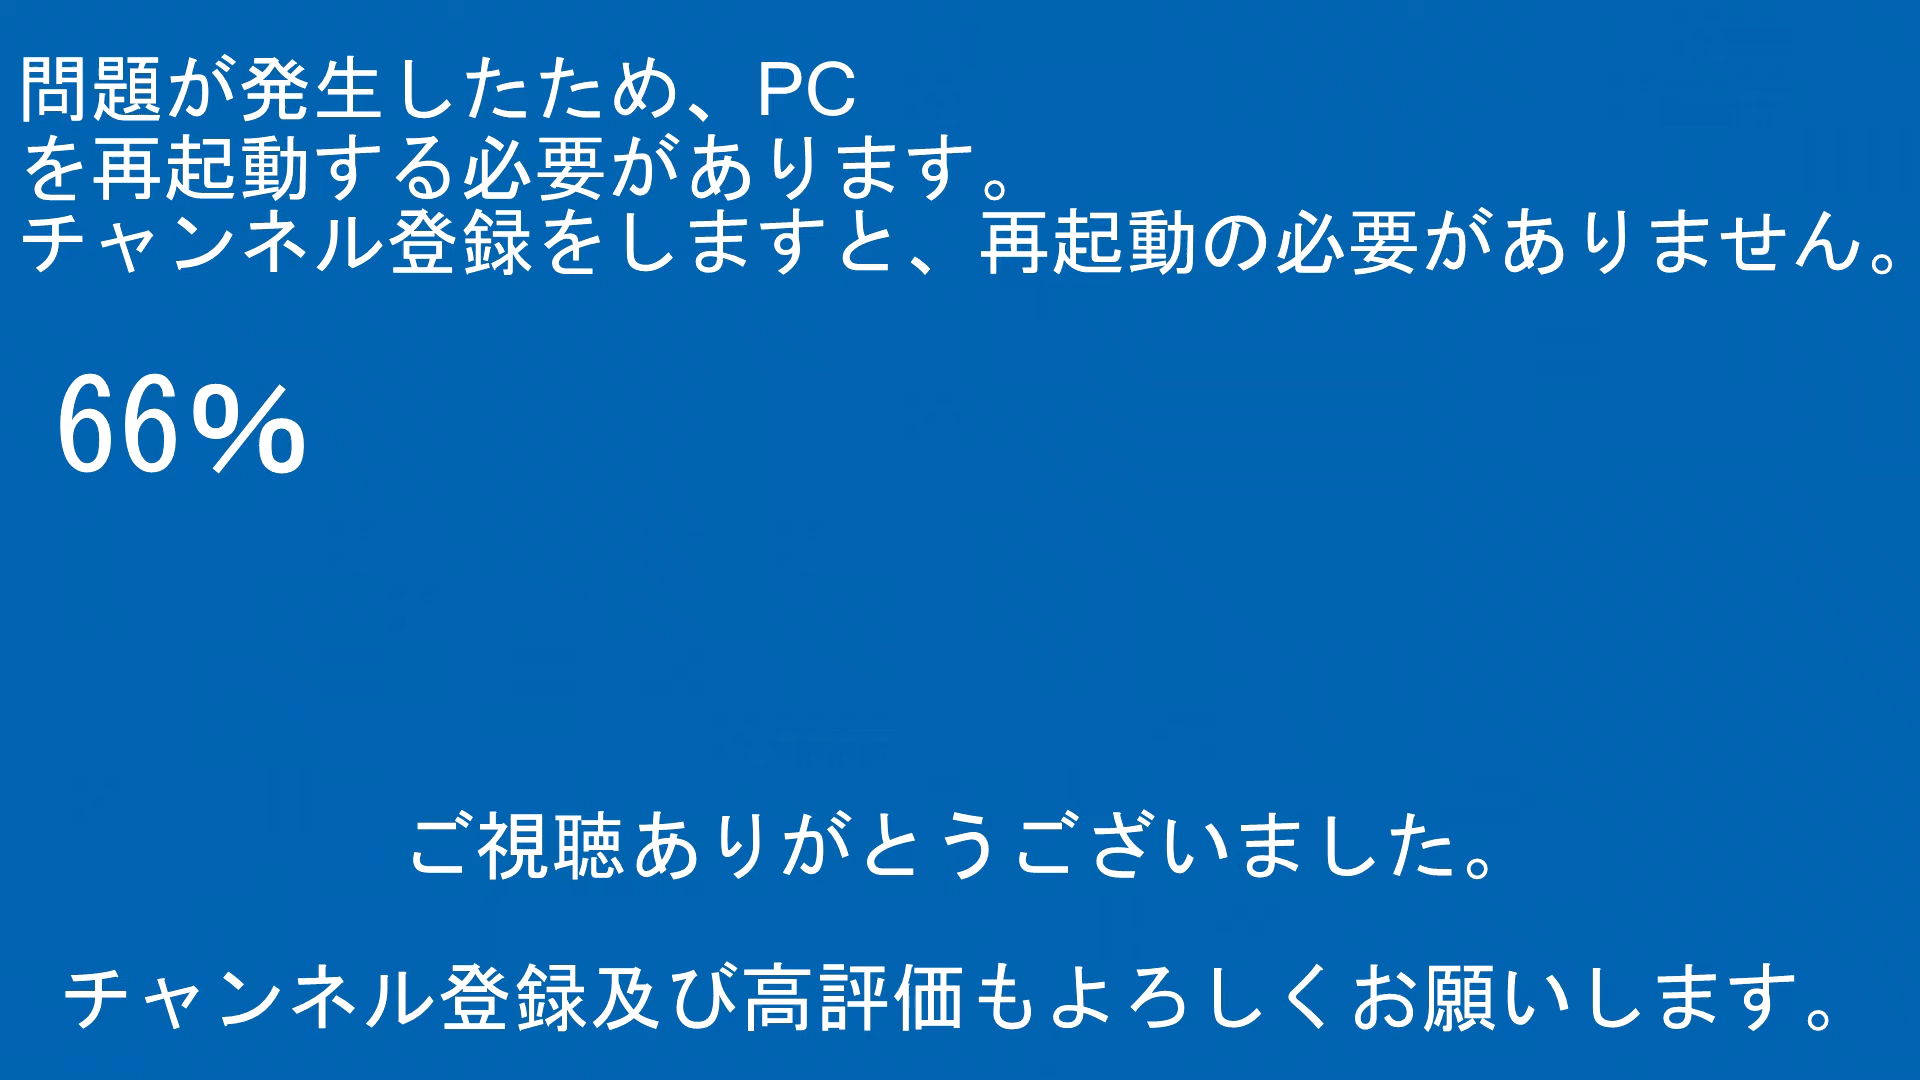 問題が発生したため、PC
を再起動する必要があります。
チャンネル登録をしますと、再起動の必要がありません。
66%
ご視聴ありがとうございました。
チャンネル登録及び高評価もよろしくお願いします。